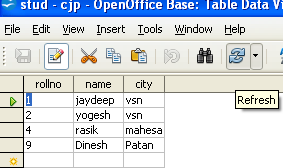 stud - cjp - OpenOffice Base: Table Data Vi
File Edit View Insert Tools Window Help
rollno name city
Refresh
1 jaydeep vsn
2 yogesh vsn
4 rasik mahesa
9 Dinesh Patan